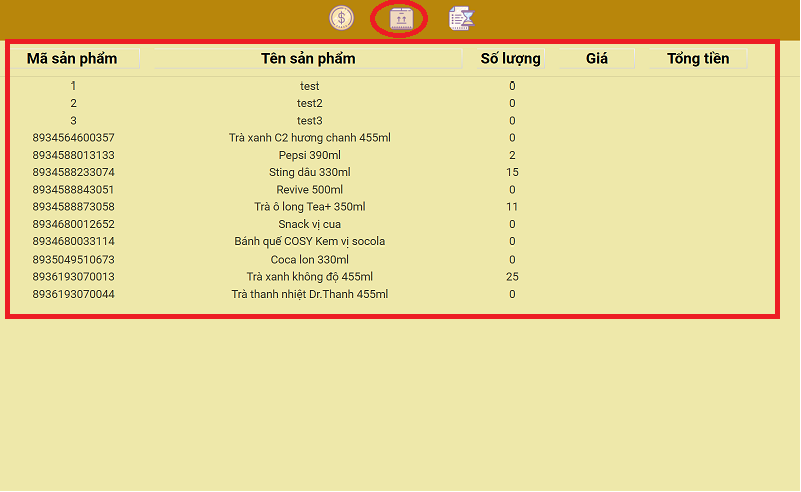 Mã sản phẩm Tên sản phẩm Số lượng Giá Tổng tiền
1 test 0
2 test2 0
3 test3 0
8934564600357 Trà xanh C2 hương chanh 455ml 0
8934588013133 Pepsi 390ml 2
8934588233074 Sting dâu 330ml 15
8934588843051 Revive 500ml 0
8934588873058 Trà ô long Tea+ 350ml 11
8934680012652 Snack vị cua 0
8934680033114 Bánh quế COSY Kem vị socola 0
8935049510673 Coca lon 330ml 0
8936193070013 Trà xanh không độ 455ml 25
8936193070044 Trà thanh nhiệt Dr.Thanh 455ml 0